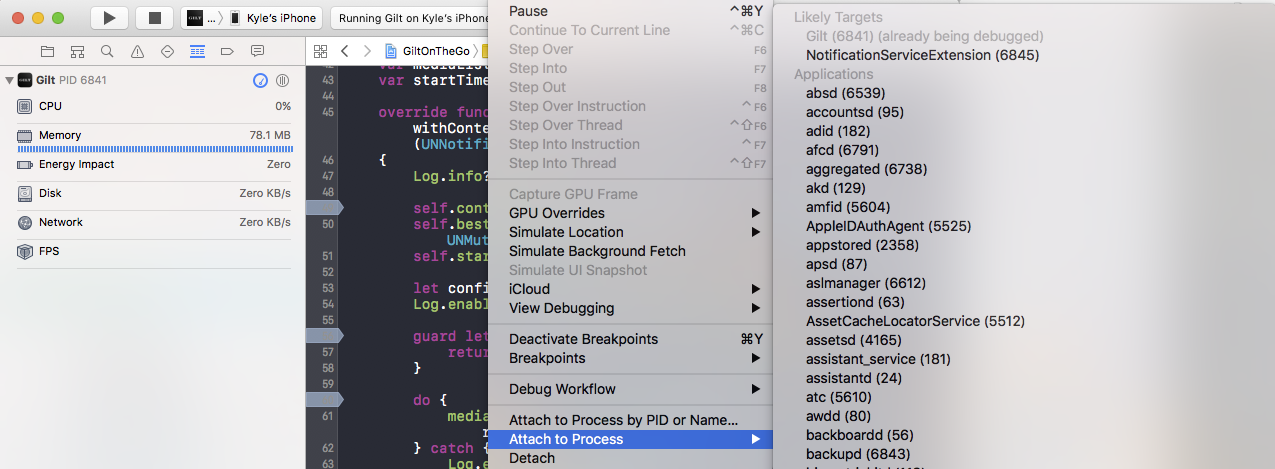 GILT ... 〉 Kyle's iPhone
Running Gilt on Kyle's iPhone
GiltOnTheGo
GILT Gilt PID 6841
CPU 0%
Memory 78.1 MB
Energy Impact Zero
Disk Zero KB/s
Network Zero KB/s
FPS
43 var startTime
44
45 override func
withConte
(UNNotifi
46 {
47 Log.info?
48
self.cont
50 self.best
UNMut
51 self.star
52
53 let confi
54 Log.enabl
55
guard let
57 retur
58 }
59
do {
61 media
r
62 } catch {
63 Log.e
Pause ⌃⌘Y
Continue To Current Line ⌃⌘C
Step Over F6
Step Into F7
Step Out F8
Step Over Instruction ⌃F6
Step Over Thread ⌃⇧F6
Step Into Instruction ⌃F7
Step Into Thread ⌃⇧F7
Capture GPU Frame
GPU Overrides
Simulate Location
Simulate Background Fetch
Simulate UI Snapshot
iCloud
View Debugging
Deactivate Breakpoints ⌘Y
Breakpoints
Debug Workflow
Attach to Process by PID or Name...
Attach to Process
Detach
Likely Targets
Gilt (6841) (already being debugged)
NotificationServiceExtension (6845)
Applications
absd (6539)
accountsd (95)
adid (182)
afcd (6791)
aggregated (6738)
akd (129)
amfid (5604)
AppleIDAuthAgent (5525)
appstored (2358)
apsd (87)
aslmanager (6612)
assertiond (63)
AssetCacheLocatorService (5512)
assetsd (4165)
assistant_service (181)
assistantd (24)
atc (5610)
awdd (80)
backboardd (56)
backupd (6843)